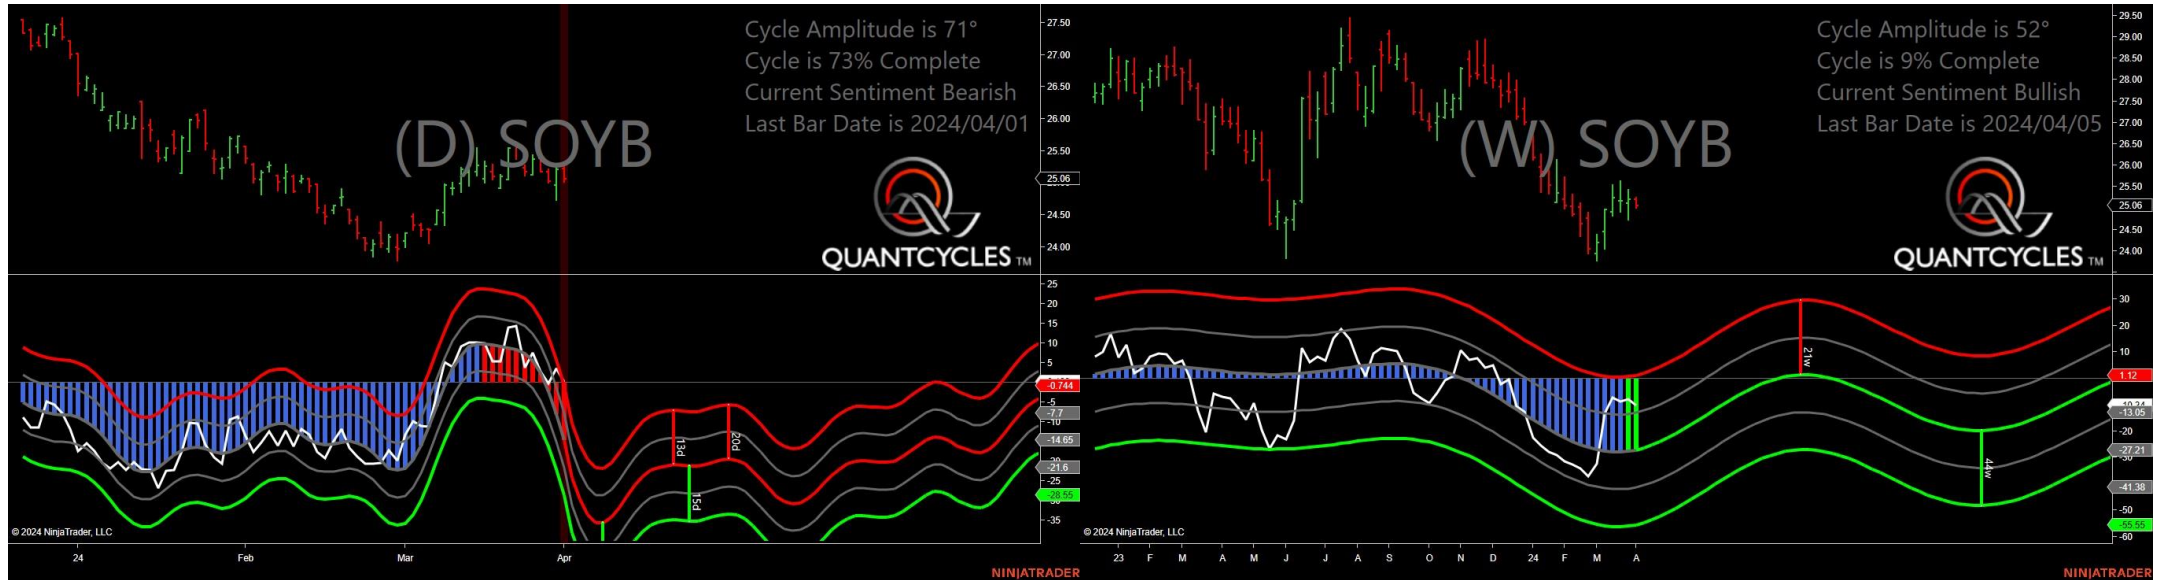 Cycle Amplitude is 71°
Cycle is 73% Complete
Current Sentiment Bearish
Last Bar Date is 2024/04/01
(D) SOYB
QUANTCYCLES TM
27.50
27.00
26.50
26.00
25.50
25.06
24.50
24.00
25
20
15
10
5
-0.744
-5
-7.7
-10
-14.65
-21.6
-25
-28.55
-35
13d
20d
15d
© 2024 NinjaTrader, LLC
24
Feb
Mar
Apr
NINJATRADER
Cycle Amplitude is 52°
Cycle is 9% Complete
Current Sentiment Bullish
Last Bar Date is 2024/04/05
(W) SOYB
QUANTCYCLES TM
29.50
29.00
28.50
28.00
27.50
27.00
26.50
26.00
25.50
25.06
24.50
24.00
30
20
10
1.12
-13.05
-20
-27.21
-41.38
-50
-55.55
-60
21w
44w
© 2024 NinjaTrader, LLC
23
F
M
A
M
J
J
A
S
O
N
D
24
F
M
A
NINJATRADER